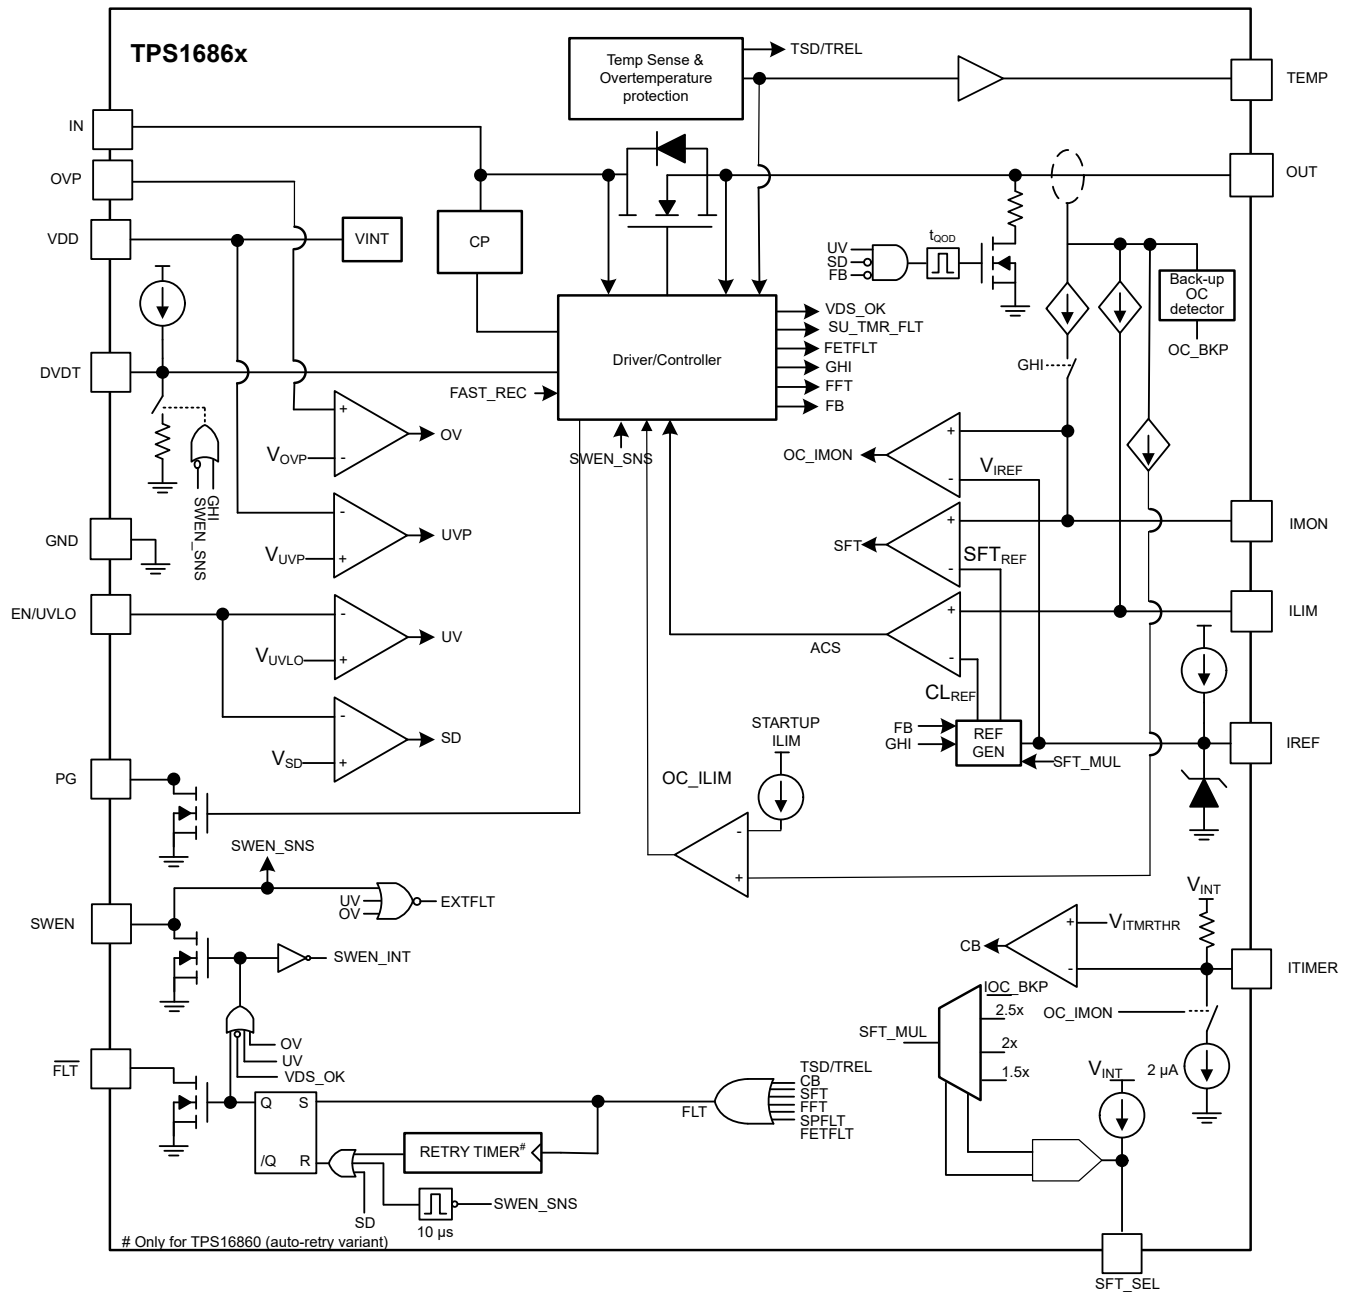 TPS1686x
Temp Sense &
Overtemperature
protection
TSD/TREL
TEMP
IN
OVP
OUT
VDD
VINT
CP
UV
SD
FB
tQOD
Back-up
OC
detector
OC_BKP
DVDT
Driver/Controller
VDS_OK
SU_TMR_FLT
FETFLT
GHI
FFT
FB
GHI
FAST_REC
SWEN_SNS
OV
VOVP
+
-
GHI
SWEN_SNS
OC_IMON
VIREF
+
-
GND
UVP
VUVP
-
+
SFT
SFTREF
+
-
IMON
EN/UVLO
UV
VUVLO
-
+
ACS
CLREF
+
-
ILIM
SD
VSD
-
+
FB
GHI
REF
GEN
SFT_MUL
IREF
PG
STARTUP
ILIM
OC_ILIM
-
+
SWEN_SNS
UV
OV
EXTFLT
SWEN
SWEN_INT
VINT
VITMRTHR
CB
+
-
ITIMER
OC_IMON
2 µA
IOC_BKP
2.5x
2x
1.5x
SFT_MUL
VINT
OV
UV
VDS_OK
FLT
Q
S
/Q
R
FLT
TSD/TREL
CB
SFT
FFT
SPFLT
FETFLT
RETRY TIMER#
SD
10 µs
SWEN_SNS
# Only for TPS16860 (auto-retry variant)
SFT_SEL